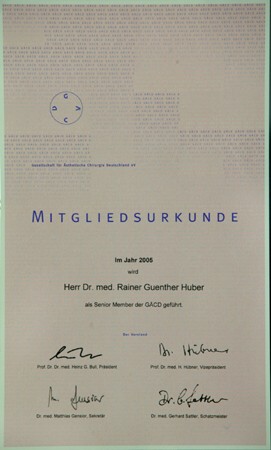 Gesellschaft für Ästhetische Chirurgie Deutschland eV
MITGLIEDSURKUNDE
Im Jahr 2006
wird
Herr Dr. med. Rainer Guenther Huber
als Senior Member der GÄCD geführt.
Der Vorstand
Prof. Dr. Dr. med. Heinz G. Bull, Präsident
Prof. Dr. med. H. Hübner, Vizepräsident
Dr. med. Matthias Gensior, Sekretär
Dr. med. Gerhard Sattler, Schatzmeister